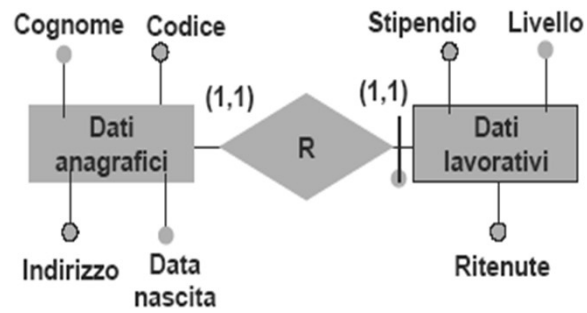 Cognome
Codice
Stipendio
Livello
(1,1)
(1,1)
Dati
anagrafici
R
Dati
lavorativi
Indirizzo
Data
nascita
Ritenute